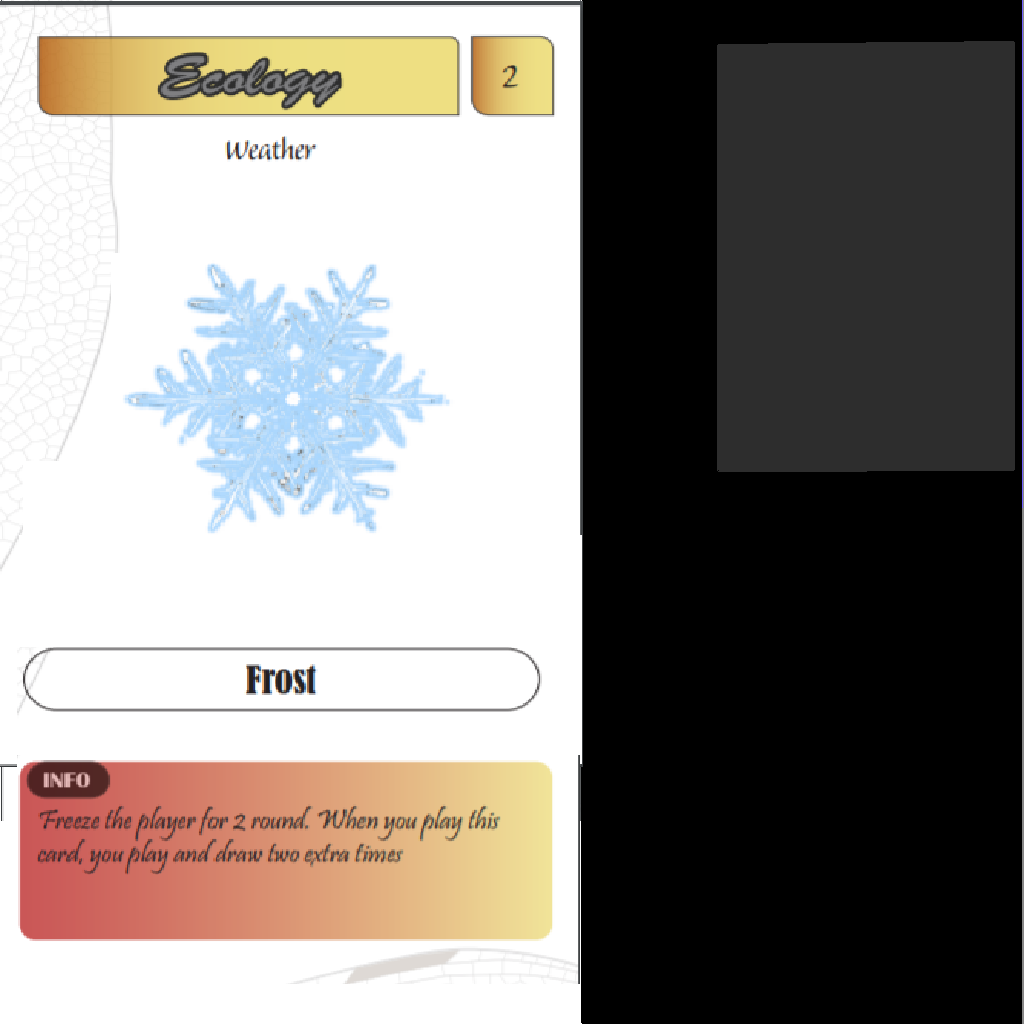 Ecology
2
Weather
Frost
INFO
Freeze the player for 2 round. When you play this
card, you play and draw two extra times